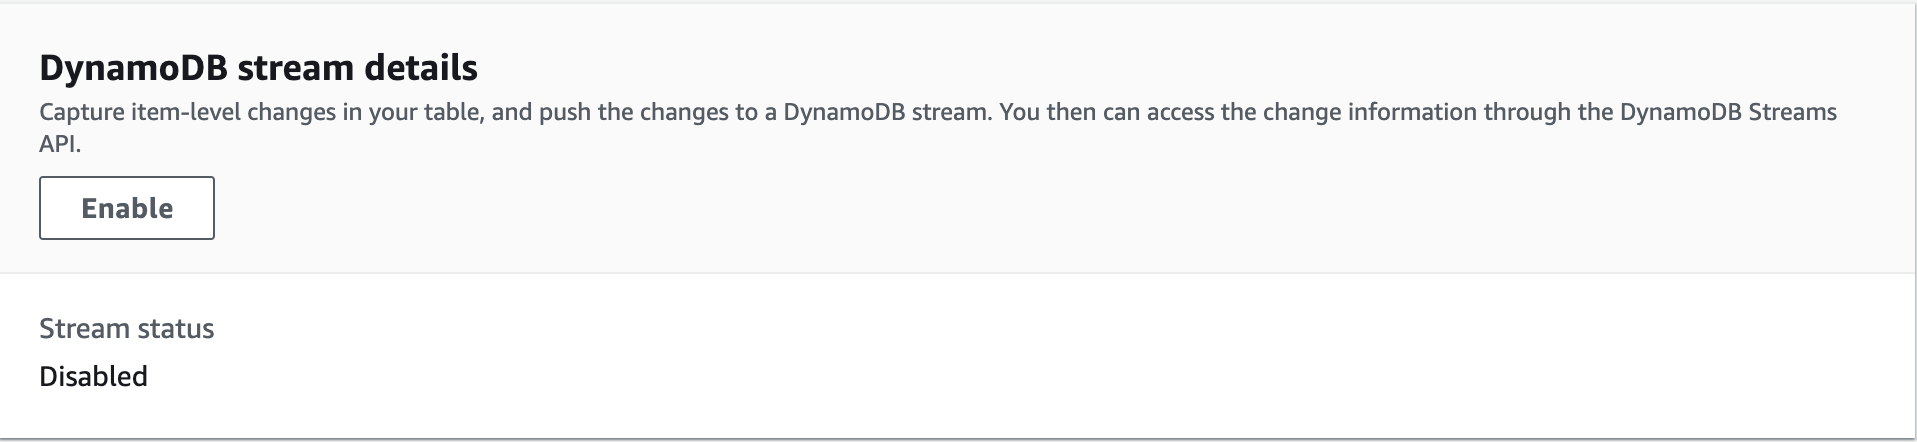 DynamoDB stream details
Capture item-level changes in your table, and push the changes to a DynamoDB stream. You then can access the change information through the DynamoDB Streams
API.
Enable
Stream status
Disabled